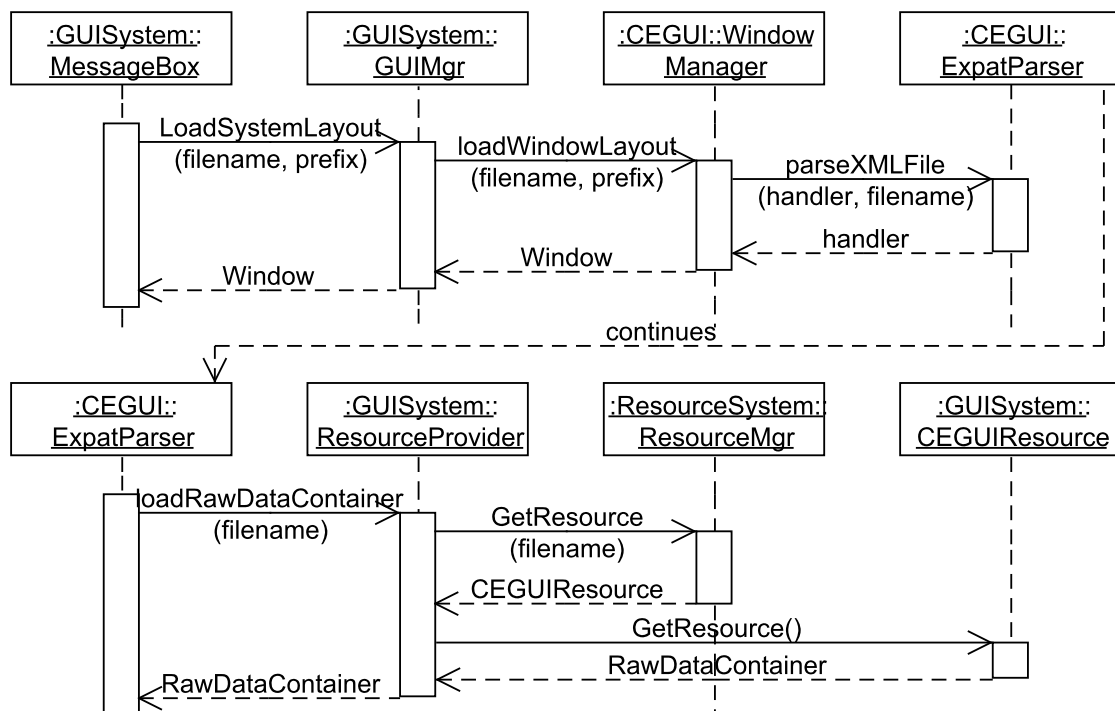 :GUISystem::
MessageBox
:GUISystem::
GUIMgr
:CEGUI::Window
Manager
:CEGUI::
ExpatParser
LoadSystemLayout
(filename, prefix)
loadWindowLayout
(filename, prefix)
parseXMLFile
(handler, filename)
handler
Window
Window
continues
:CEGUI::
ExpatParser
:GUISystem::
ResourceProvider
:ResourceSystem::
ResourceMgr
:GUISystem::
CEGUIResource
loadRawDataContainer
(filename)
GetResource
(filename)
CEGUIResource
GetResource()
RawDataContainer
RawDataContainer